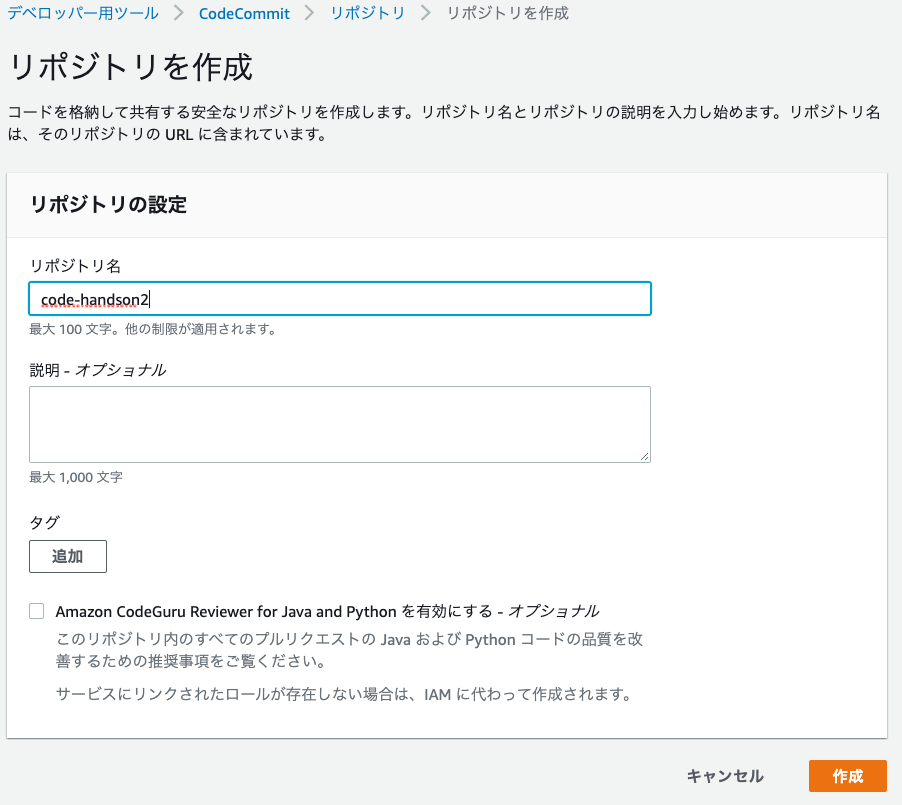 デベロッパー用ツール > CodeCommit > リポジトリ > リポジトリを作成
リポジトリを作成
コードを格納して共有する安全なリポジトリを作成します。リポジトリ名とリポジトリの説明を入力し始めます。リポジトリ名
は、そのリポジトリの URL に含まれています。
リポジトリの設定
リポジトリ名
code-handson2
最大 100 文字。他の制限が適用されます。
説明 - オプショナル
最大 1,000 文字
タグ
追加
Amazon CodeGuru Reviewer for Java and Python を有効にする - オプショナル
このリポジトリ内のすべてのプルリクエストの Java および Python コードの品質を改
善するための推奨事項をご覧ください。
サービスにリンクされたロールが存在しない場合は、IAM に代わって作成されます。
キャンセル 作成